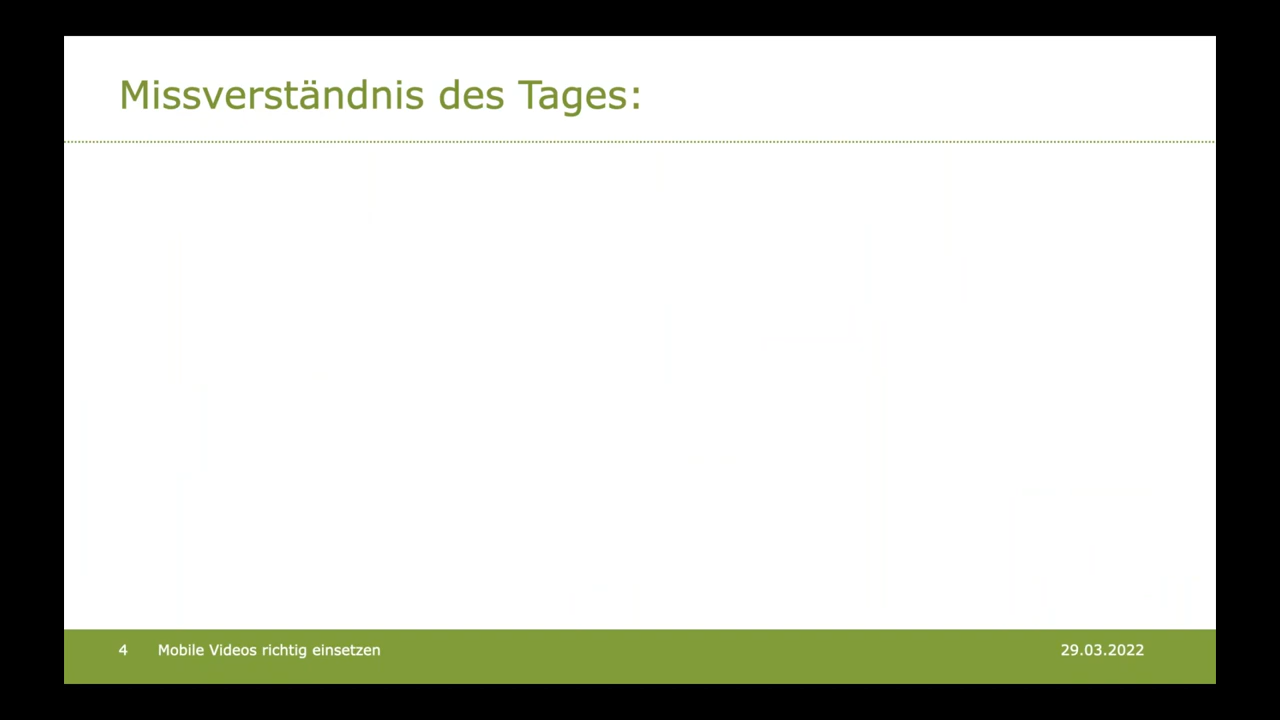 Missverständnis des Tages:
4 Mobile Videos richtig einsetzen 29.03.2022